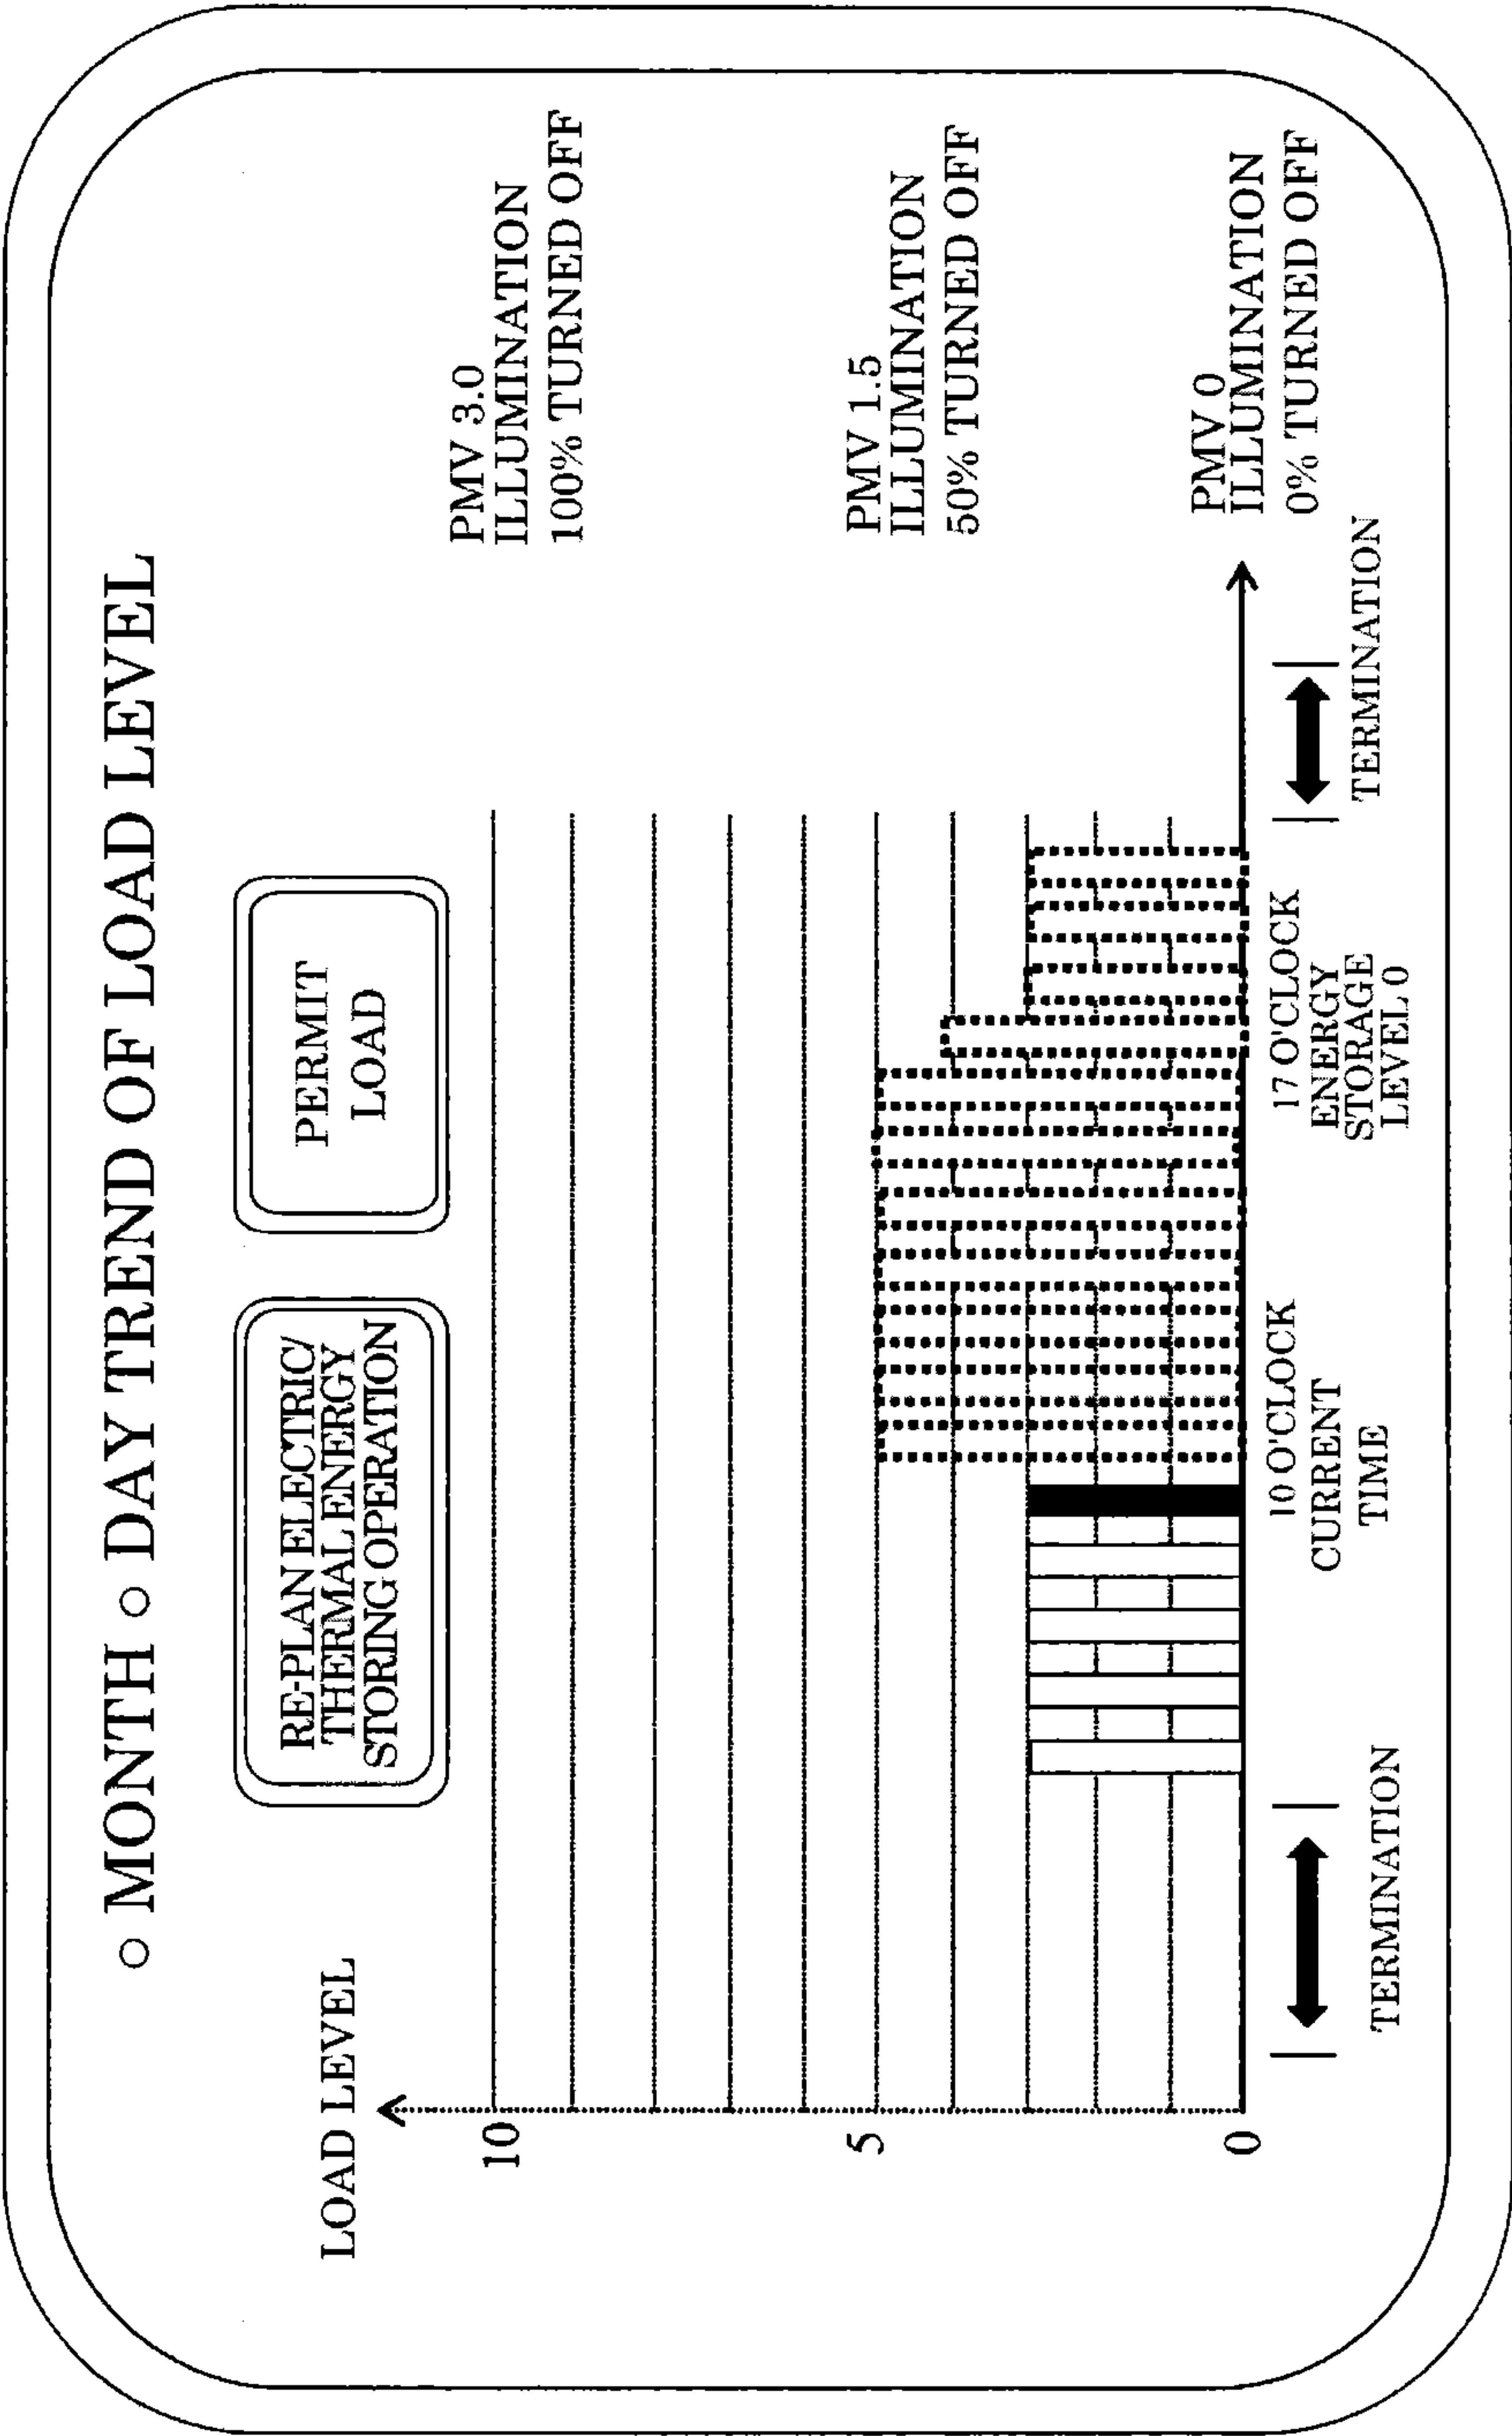 ○ MONTH ○ DAY TREND OF LOAD LEVEL
RE-PLAN ELECTRIC/
THERMAL ENERGY
STORING OPERATION
PERMIT
LOAD
LOAD LEVEL
10
5
0
PMV 3.0
ILLUMINATION
100% TURNED OFF
PMV 1.5
ILLUMINATION
50% TURNED OFF
PMV 0
ILLUMINATION
0% TURNED OFF
TERMINATION
10 O'CLOCK
CURRENT
TIME
17 O'CLOCK
ENERGY
STORAGE
LEVEL 0
TERMINATION